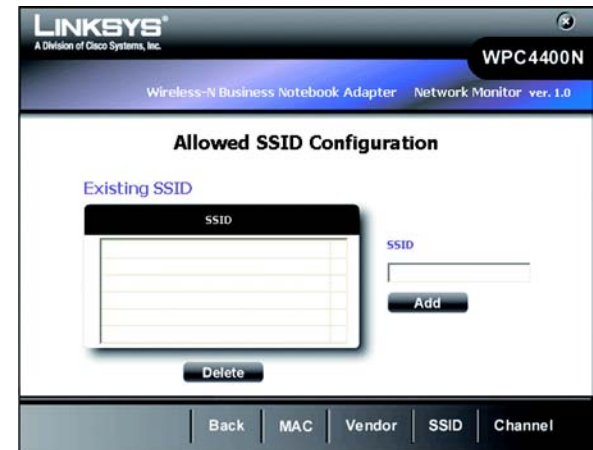 LINKSYS®
A Division of Cisco Systems, Inc.
WPC4400N
Wireless-N Business Notebook Adapter Network Monitor ver. 1.0
Allowed SSID Configuration
Existing SSID
SSID
SSID
Add
Delete
Back MAC Vendor SSID Channel